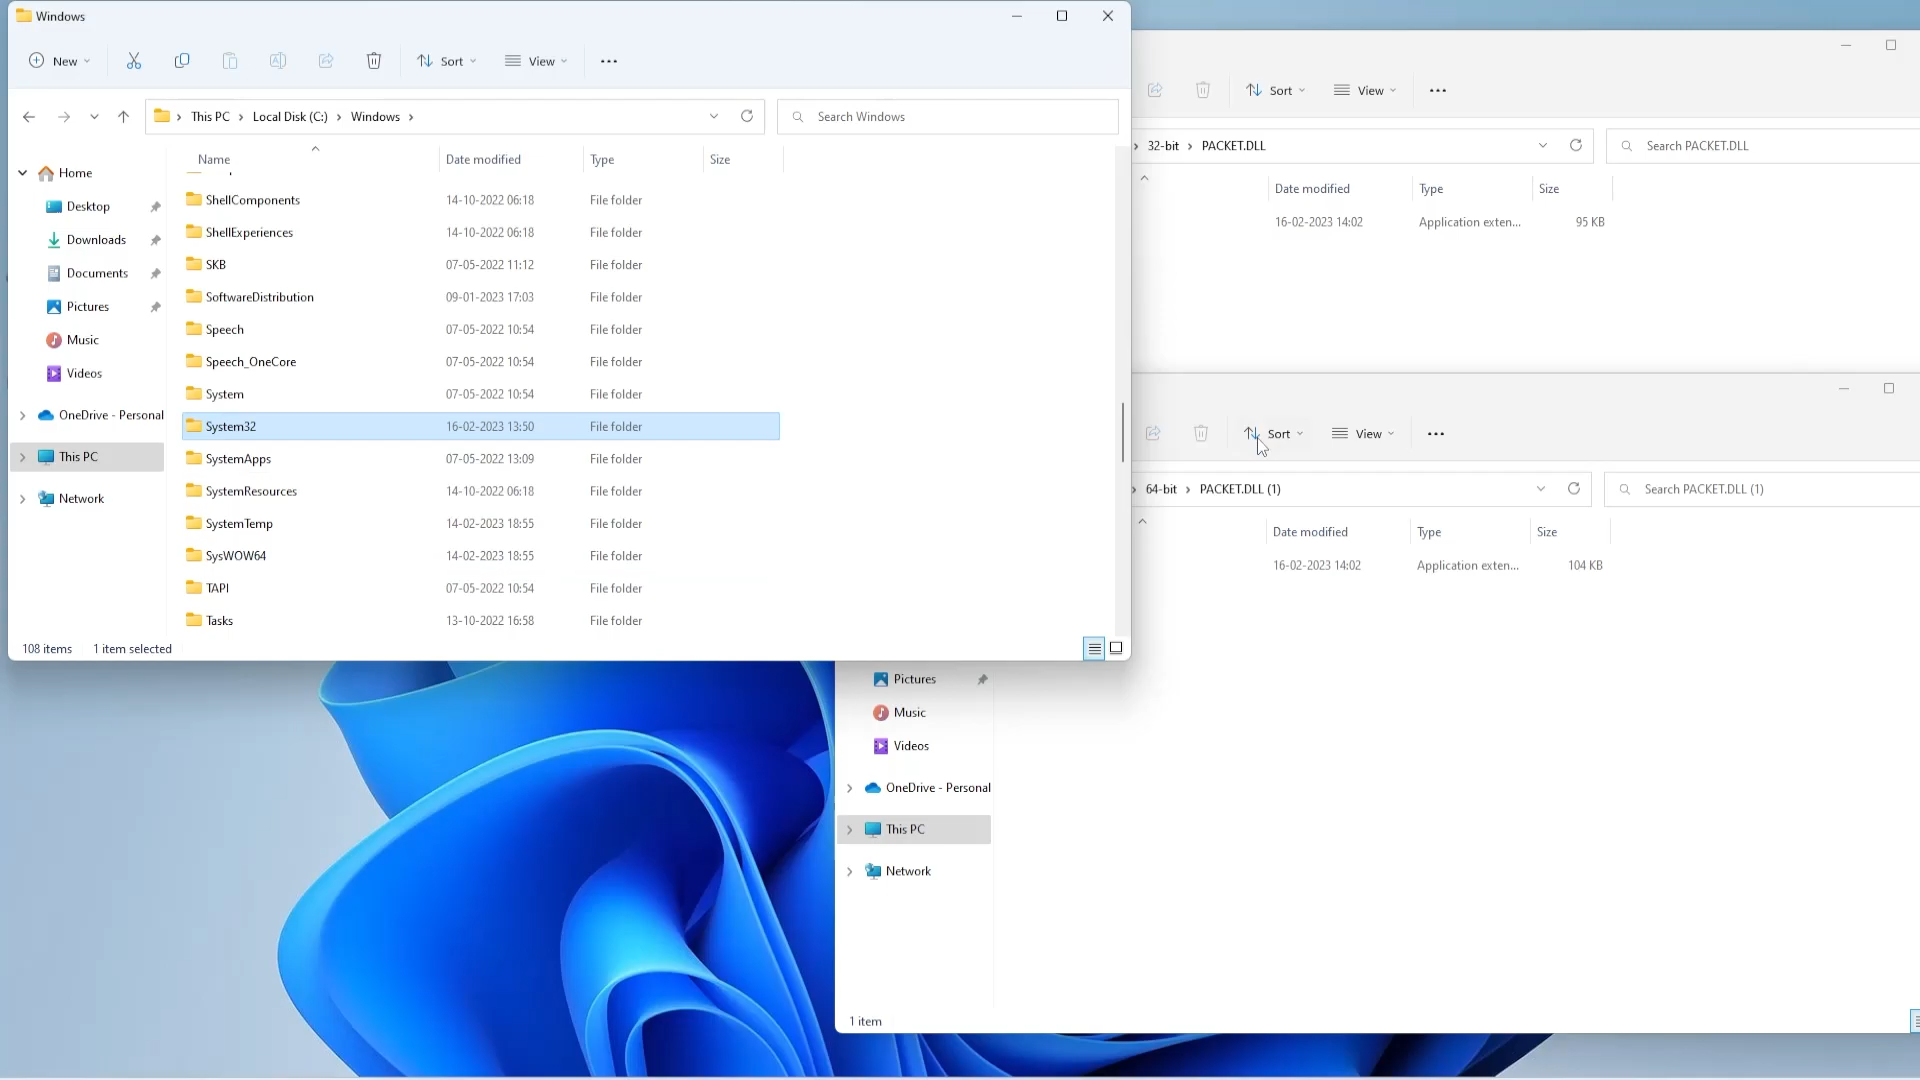 Windows
New
Sort
View
This PC
Local Disk (C:)
Windows
Search Windows
Home
Desktop
Downloads
Documents
Pictures
Music
Videos
OneDrive - Personal
This PC
Network
Name Date modified Type Size
ShellComponents 14-10-2022 06:18 File folder
ShellExperiences 14-10-2022 06:18 File folder
SKB 07-05-2022 11:12 File folder
SoftwareDistribution 09-01-2023 17:03 File folder
Speech 07-05-2022 10:54 File folder
Speech_OneCore 07-05-2022 10:54 File folder
System 07-05-2022 10:54 File folder
System32 16-02-2023 13:50 File folder
SystemApps 07-05-2022 13:09 File folder
SystemResources 14-10-2022 06:18 File folder
SystemTemp 14-02-2023 18:55 File folder
SysWOW64 14-02-2023 18:55 File folder
TAPI 07-05-2022 10:54 File folder
Tasks 13-10-2022 16:58 File folder
108 items 1 item selected
Sort
View
32-bit
PACKET.DLL
Search PACKET.DLL
Date modified Type Size
16-02-2023 14:02 Application exten... 95 KB
Sort
View
64-bit
PACKET.DLL (1)
Search PACKET.DLL (1)
Date modified Type Size
16-02-2023 14:02 Application exten... 104 KB
Pictures
Music
Videos
OneDrive - Personal
This PC
Network
1 item